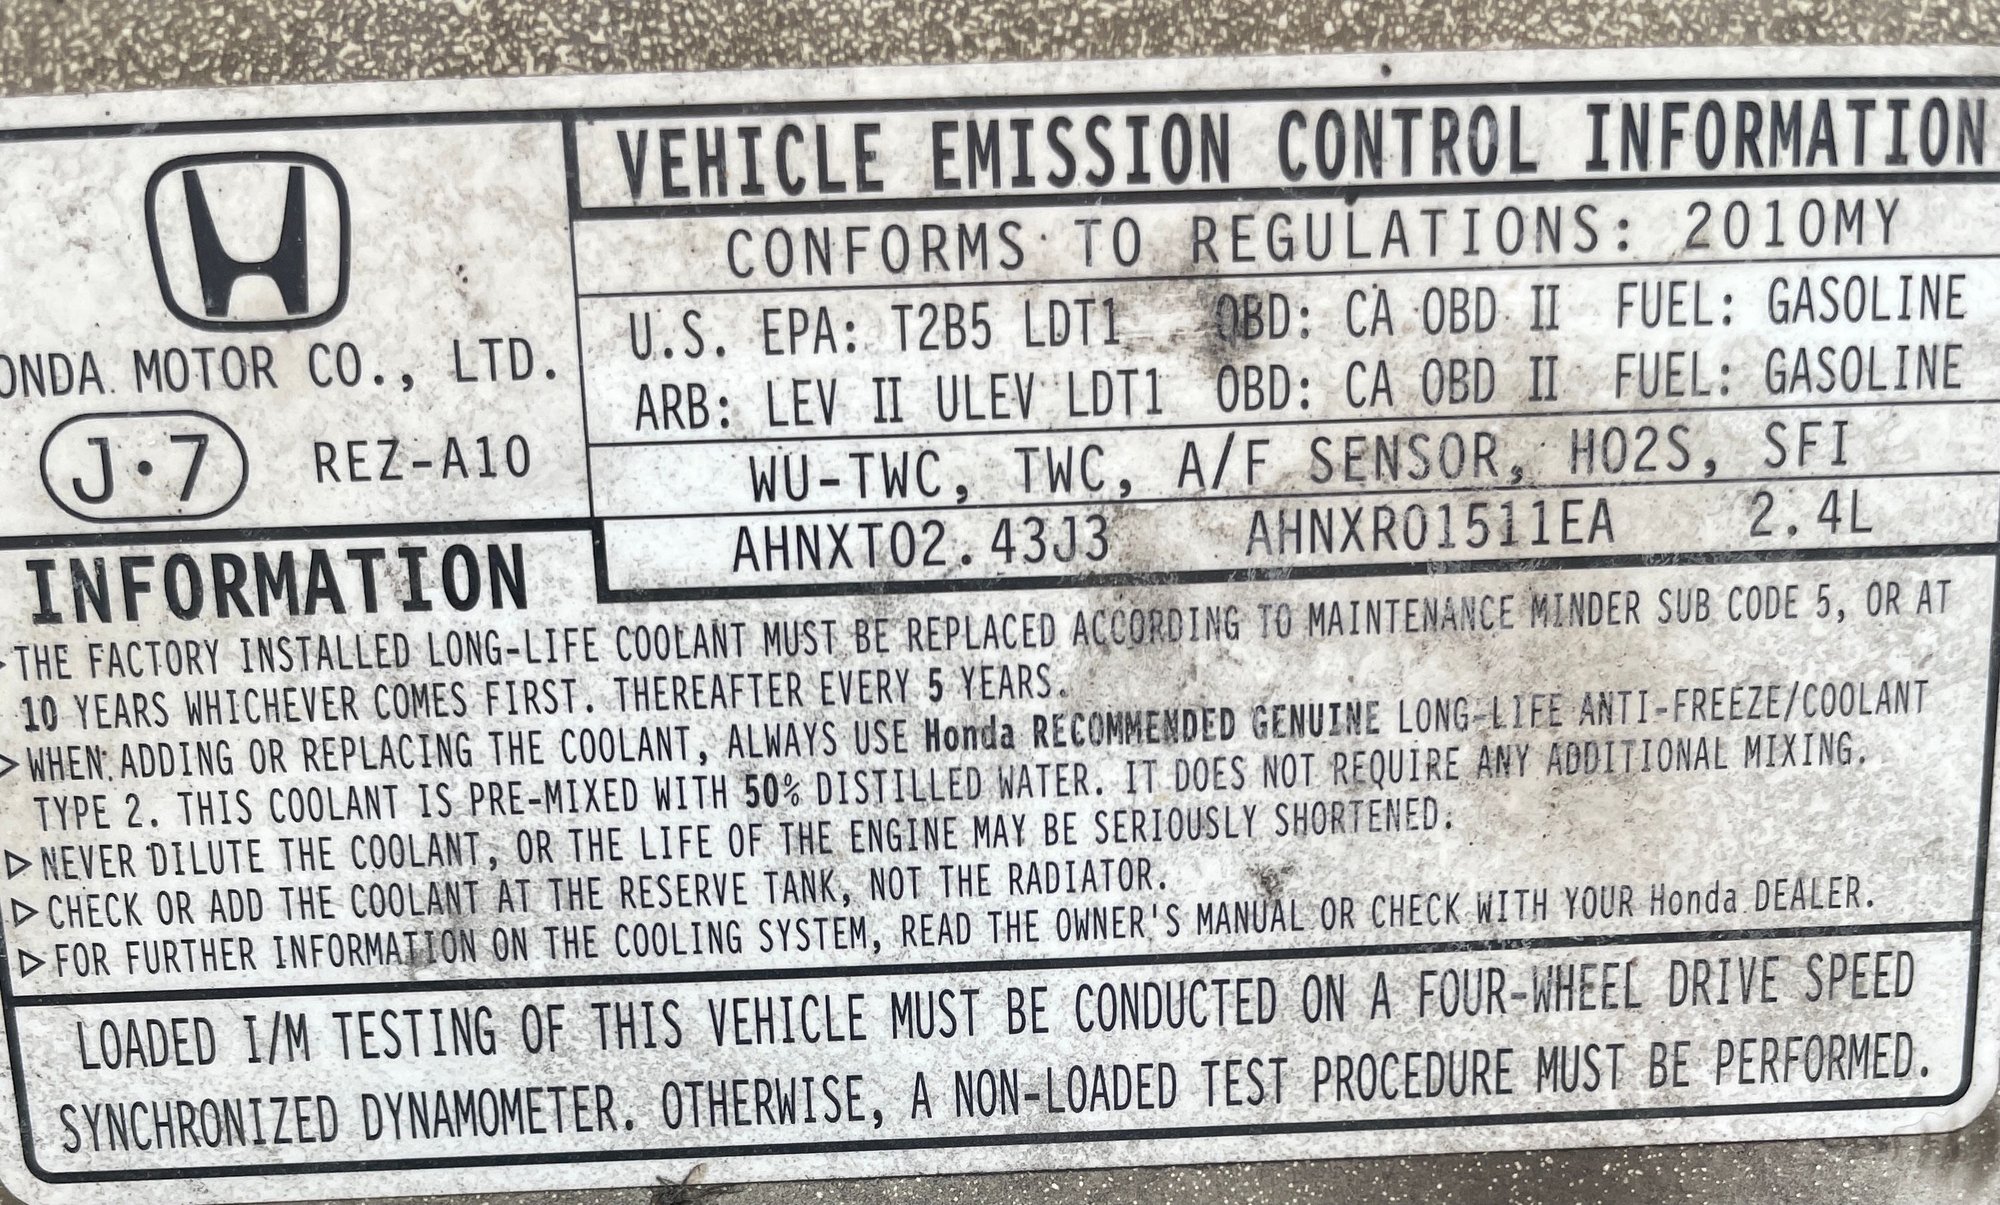 VEHICLE EMISSION CONTROL INFORMATION
CONFORMS TO REGULATIONS: 2010MY
U.S. EPA: T2B5 LDT1 OBD: CA OBD II FUEL: GASOLINE
ARB: LEV II ULEV LDT1 OBD: CA OBD II FUEL: GASOLINE
WU-TWC, TWC, A/F SENSOR, HO2S, SFI
AHNXT02.43J3 AHNXR01511EA 2.4L
ONDA MOTOR CO., LTD.
J·7 REZ-A10
INFORMATION
▷THE FACTORY INSTALLED LONG-LIFE COOLANT MUST BE REPLACED ACCORDING TO MAINTENANCE MINDER SUB CODE 5, OR AT
10 YEARS WHICHEVER COMES FIRST. THEREAFTER EVERY 5 YEARS.
▷WHEN ADDING OR REPLACING THE COOLANT, ALWAYS USE Honda RECOMMENDED GENUINE LONG-LIFE ANTI-FREEZE/COOLANT
TYPE 2. THIS COOLANT IS PRE-MIXED WITH 50% DISTILLED WATER. IT DOES NOT REQUIRE ANY ADDITIONAL MIXING.
▷NEVER DILUTE THE COOLANT, OR THE LIFE OF THE ENGINE MAY BE SERIOUSLY SHORTENED.
▷CHECK OR ADD THE COOLANT AT THE RESERVE TANK, NOT THE RADIATOR.
▷FOR FURTHER INFORMATION ON THE COOLING SYSTEM, READ THE OWNER'S MANUAL OR CHECK WITH YOUR Honda DEALER.
LOADED I/M TESTING OF THIS VEHICLE MUST BE CONDUCTED ON A FOUR-WHEEL DRIVE SPEED
SYNCHRONIZED DYNAMOMETER. OTHERWISE, A NON-LOADED TEST PROCEDURE MUST BE PERFORMED.